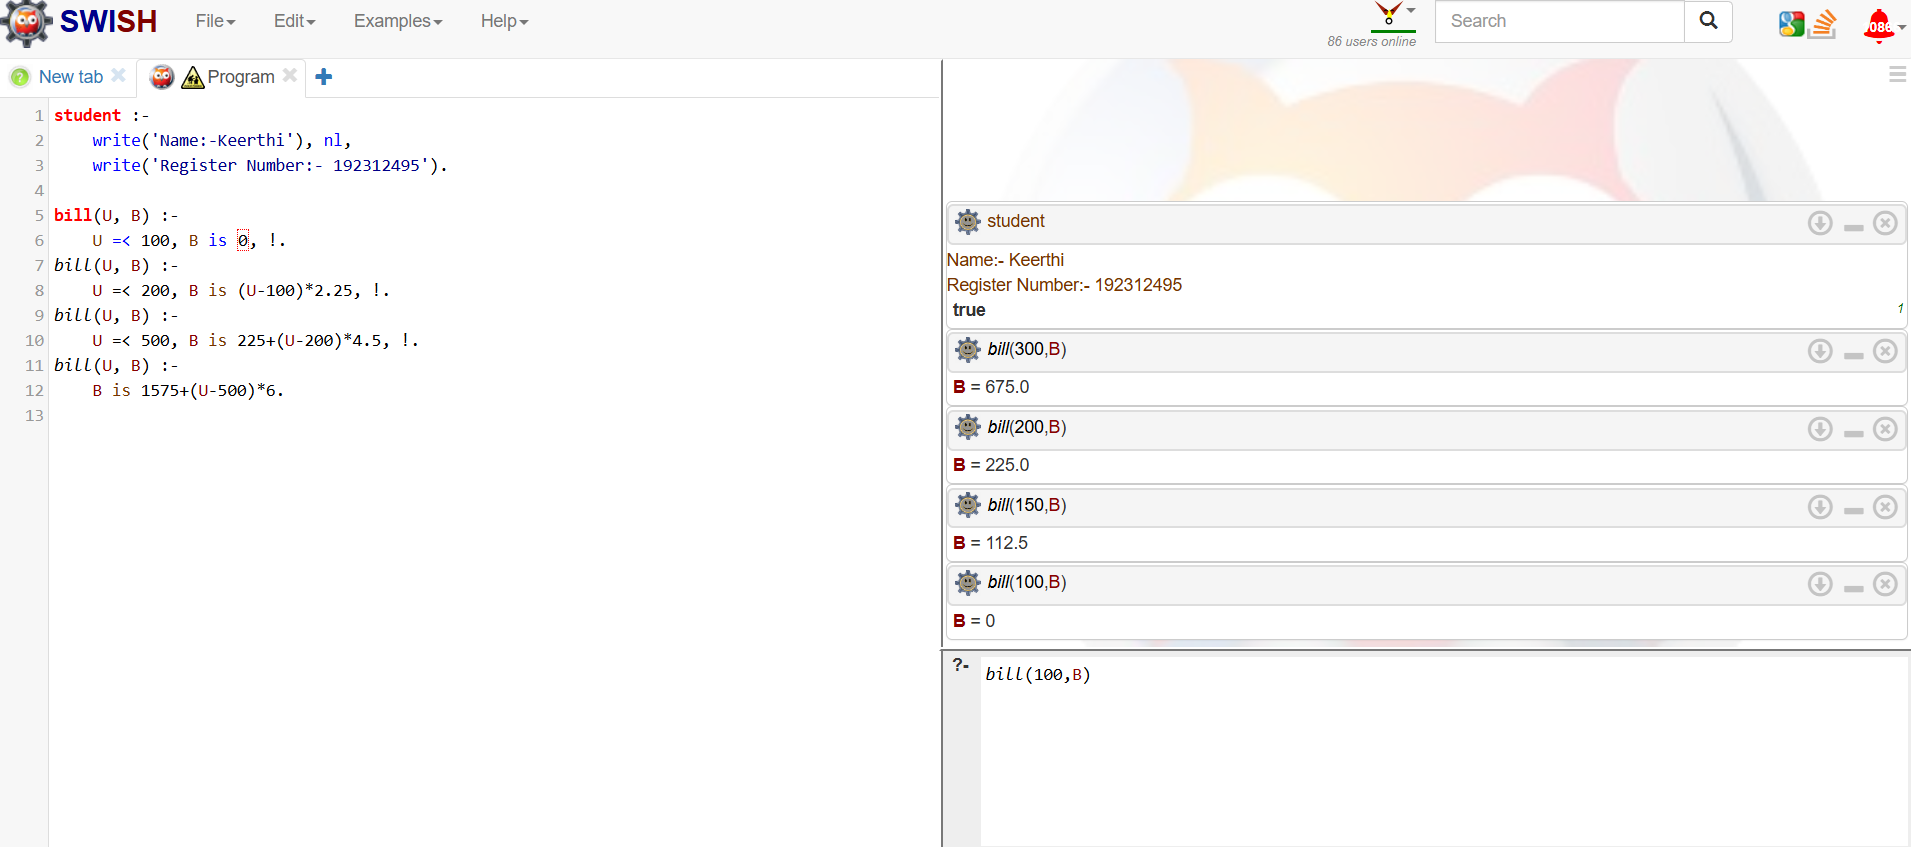 SWISH File Edit Examples Help
86 users online
Search
New tab Program
1 student :-
2 write('Name:-Keerthi'), nl,
3 write('Register Number:- 192312495').
4
5 bill(U, B) :-
6 U =< 100, B is 0, !.
7 bill(U, B) :-
8 U =< 200, B is (U-100)*2.25, !.
9 bill(U, B) :-
10 U =< 500, B is 225+(U-200)*4.5, !.
11 bill(U, B) :-
12 B is 1575+(U-500)*6.
13
student
Name:- Keerthi
Register Number:- 192312495
true 1
bill(300,B)
B = 675.0
bill(200,B)
B = 225.0
bill(150,B)
B = 112.5
bill(100,B)
B = 0
?- bill(100,B)